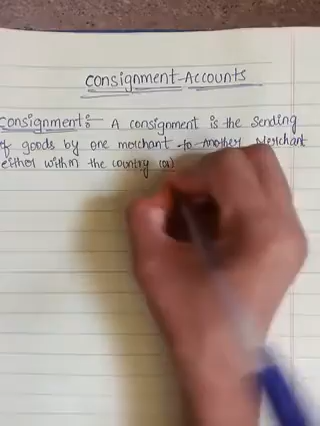 Consignment Accounts
Consignment:- A consignment is the sending
of goods by one merchant to another Merchant
either within the country (or)